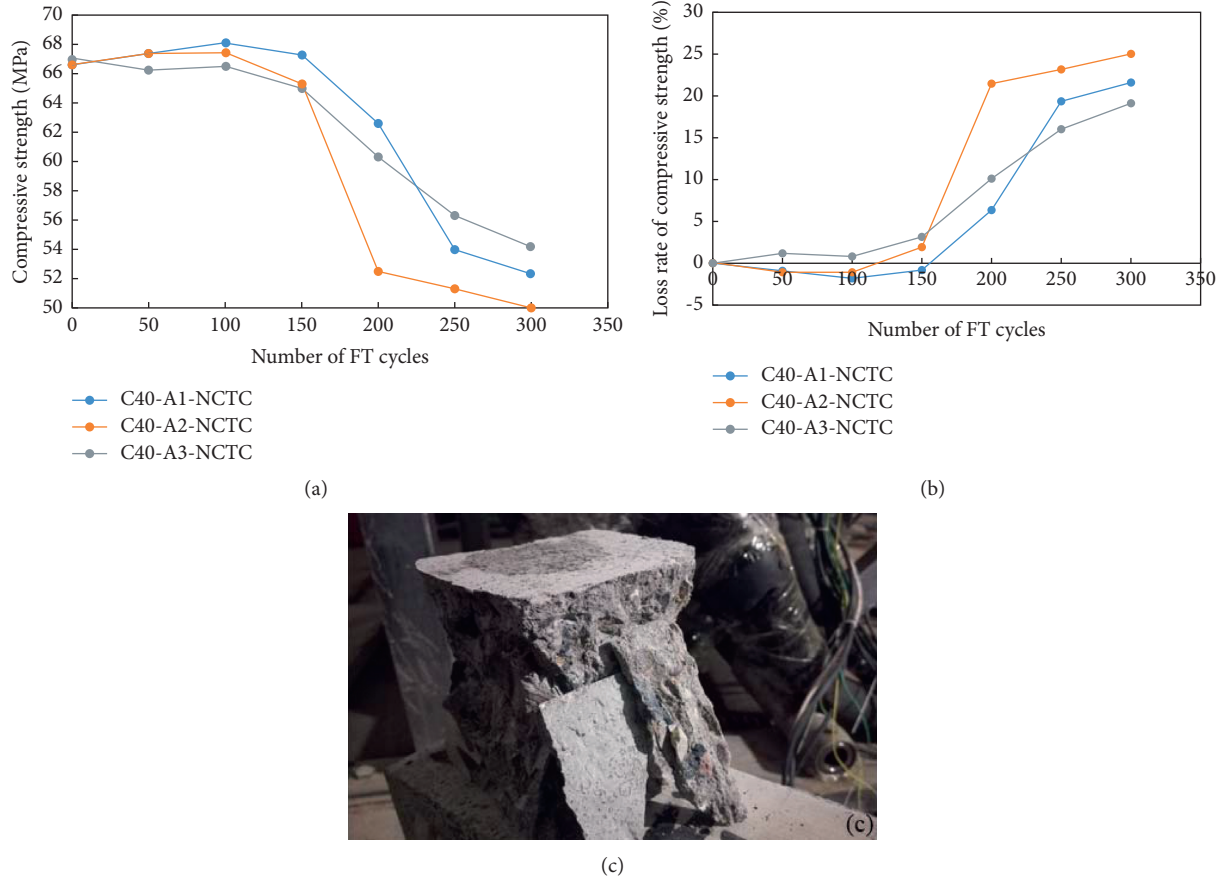 Compressive strength (MPa)
70
68
66
64
62
60
58
56
54
52
50
0 50 100 150 200 250 300 350
Number of FT cycles
C40-A1-NCTC
C40-A2-NCTC
C40-A3-NCTC
(a)
Loss rate of compressive strength (%)
30
25
20
15
10
5
0
-5
0 50 100 150 200 250 300 350
Number of FT cycles
C40-A1-NCTC
C40-A2-NCTC
C40-A3-NCTC
(b)
(c)
(c)